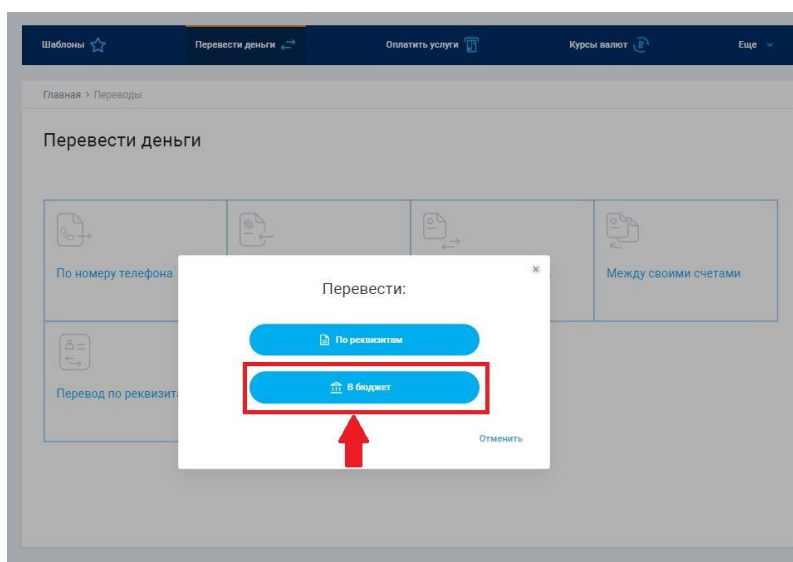 Шаблоны
Перевести деньги
Оплатить услуги
Курсы валют
Еще
Главная > Переводы
Перевести деньги
По номеру телефона
Между своими счетами
Перевод по реквизит
Перевести:
×
По реквизитам
В бюджет
Отменить